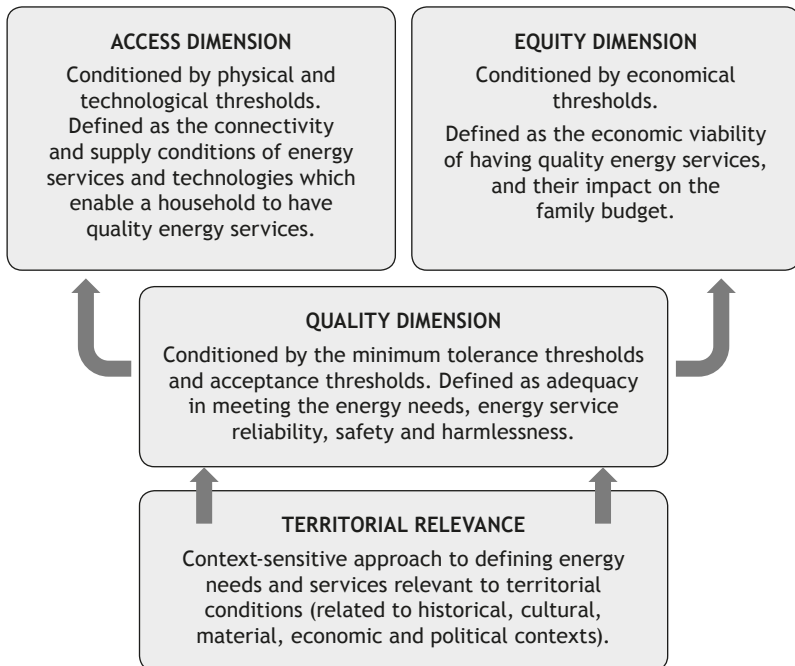 ACCESS DIMENSION
Conditioned by physical and
technological thresholds.
Defined as the connectivity
and supply conditions of energy
services and technologies which
enable a household to have
quality energy services.
EQUITY DIMENSION
Conditioned by economical
thresholds.
Defined as the economic viability
of having quality energy services,
and their impact on the
family budget.
QUALITY DIMENSION
Conditioned by the minimum tolerance thresholds
and acceptance thresholds. Defined as adequacy
in meeting the energy needs, energy service
reliability, safety and harmlessness.
TERRITORIAL RELEVANCE
Context-sensitive approach to defining energy
needs and services relevant to territorial
conditions (related to historical, cultural,
material, economic and political contexts).